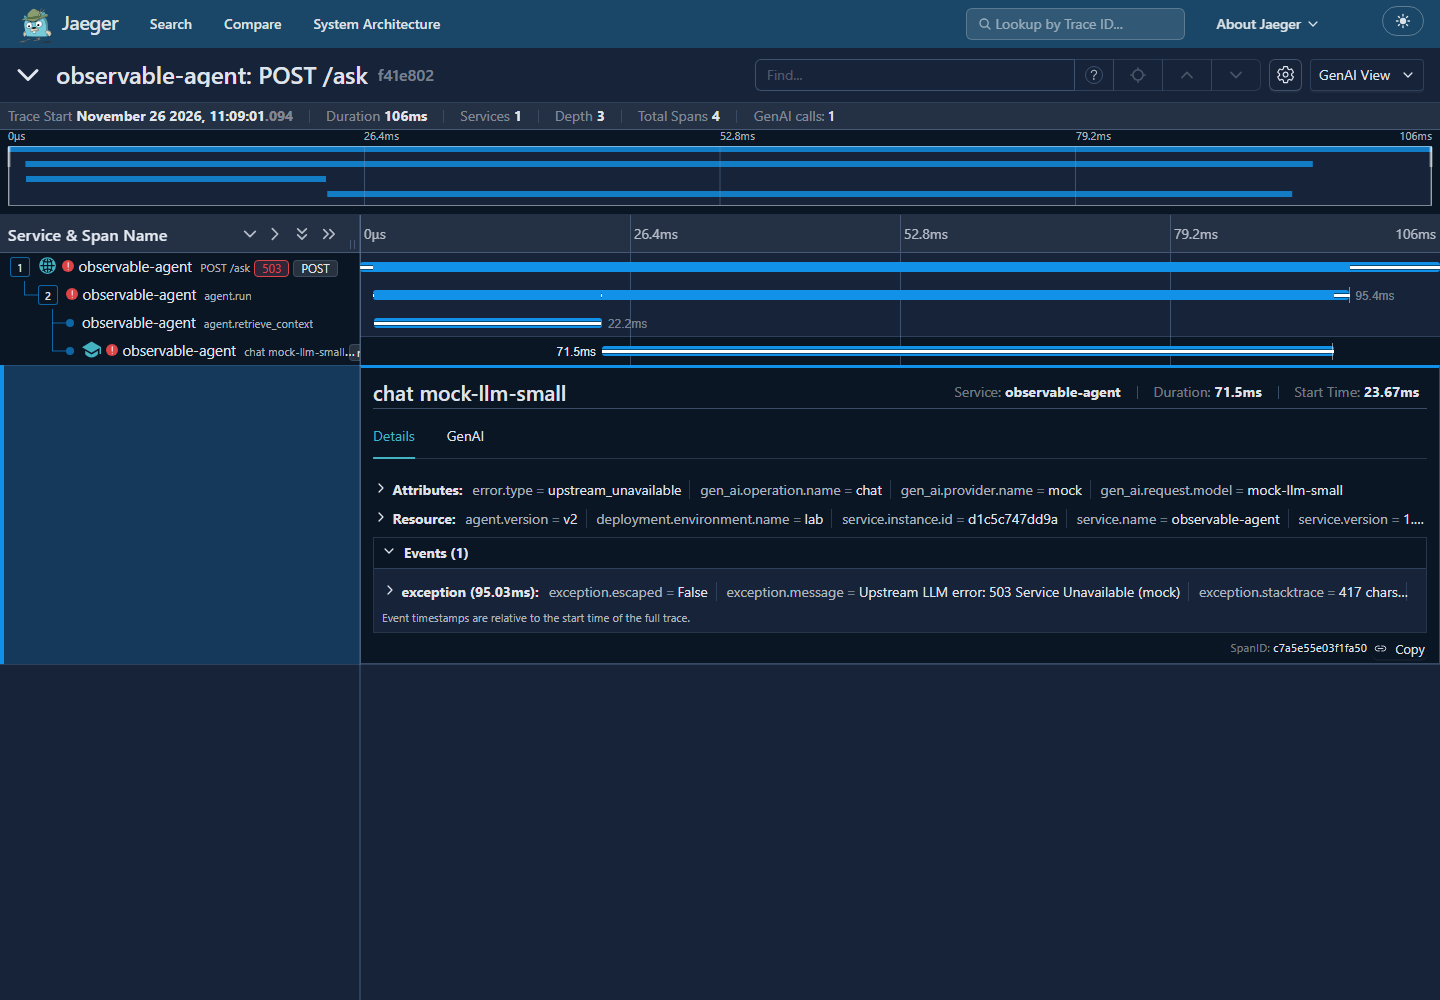 Jaeger Search Compare System Architecture Lookup by Trace ID... About Jaeger
observable-agent: POST /ask f41e802 Find... ? GenAI View
Trace Start November 26 2026, 11:09:01.094 Duration 106ms Services 1 Depth 3 Total Spans 4 GenAI calls: 1
0μs 26.4ms 52.8ms 79.2ms 106ms
Service & Span Name 0μs 26.4ms 52.8ms 79.2ms 106ms
1 observable-agent POST /ask 503 POST
2 observable-agent agent.run 95.4ms
observable-agent agent.retrieve_context 22.2ms
observable-agent chat mock-llm-small... 71.5ms
chat mock-llm-small Service: observable-agent Duration: 71.5ms Start Time: 23.67ms
Details GenAI
Attributes: error.type = upstream_unavailable gen_ai.operation.name = chat gen_ai.provider.name = mock gen_ai.request.model = mock-llm-small
Resource: agent.version = v2 deployment.environment.name = lab service.instance.id = d1c5c747dd9a service.name = observable-agent service.version = 1....
Events (1)
exception (95.03ms): exception.escaped = False exception.message = Upstream LLM error: 503 Service Unavailable (mock) exception.stacktrace = 417 chars...
Event timestamps are relative to the start time of the full trace.
SpanID: c7a5e55e03f1fa50 Copy